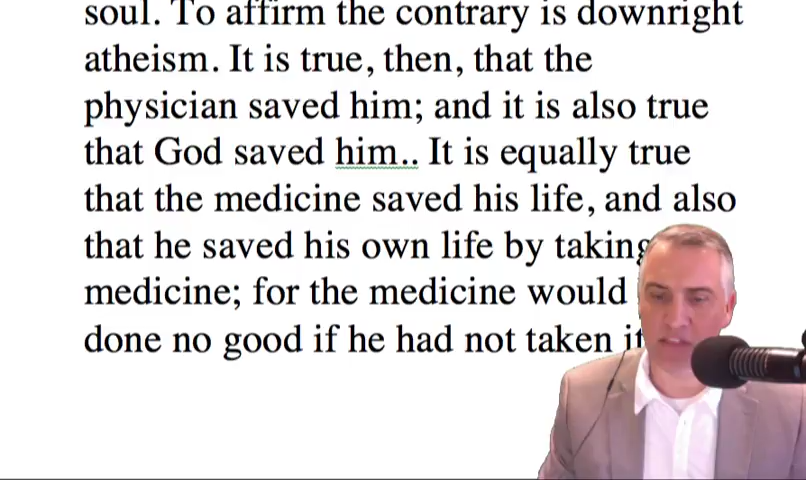 soul. To affirm the contrary is downright
atheism. It is true, then, that the
physician saved him; and it is also true
that God saved him.. It is equally true
that the medicine saved his life, and also
that he saved his own life by taking
medicine; for the medicine would
done no good if he had not taken it